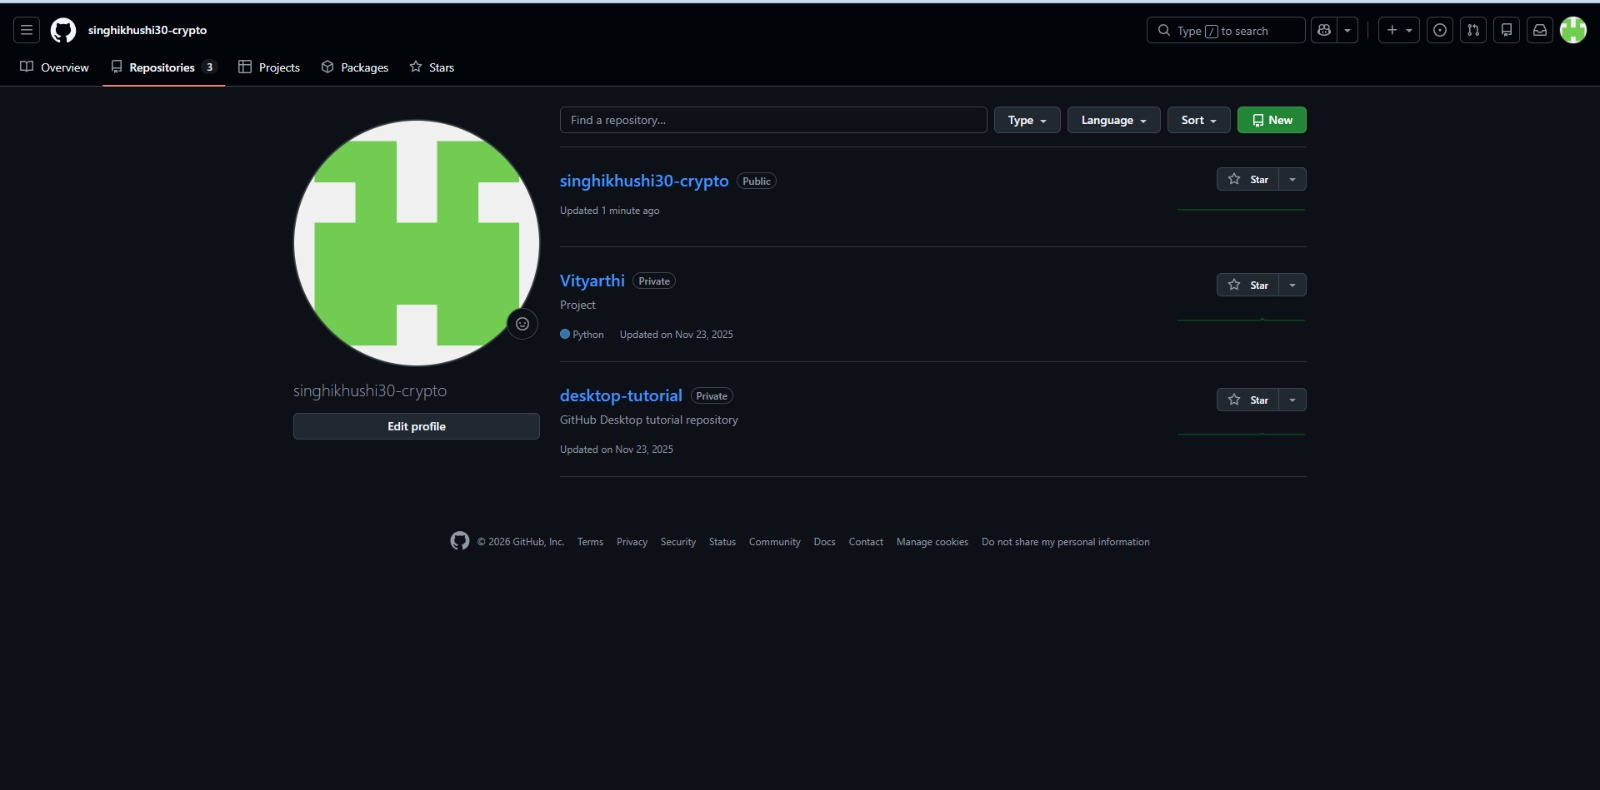 singhikhushi30-crypto
Type / to search
Overview
Repositories 3
Projects
Packages
Stars
Find a repository...
Type
Language
Sort
New
singhikhushi30-crypto Public
Star
Updated 1 minute ago
Vityarthi Private
Star
Project
Python Updated on Nov 23, 2025
desktop-tutorial Private
Star
GitHub Desktop tutorial repository
Updated on Nov 23, 2025
singhikhushi30-crypto
Edit profile
© 2026 GitHub, Inc. Terms Privacy Security Status Community Docs Contact Manage cookies Do not share my personal information